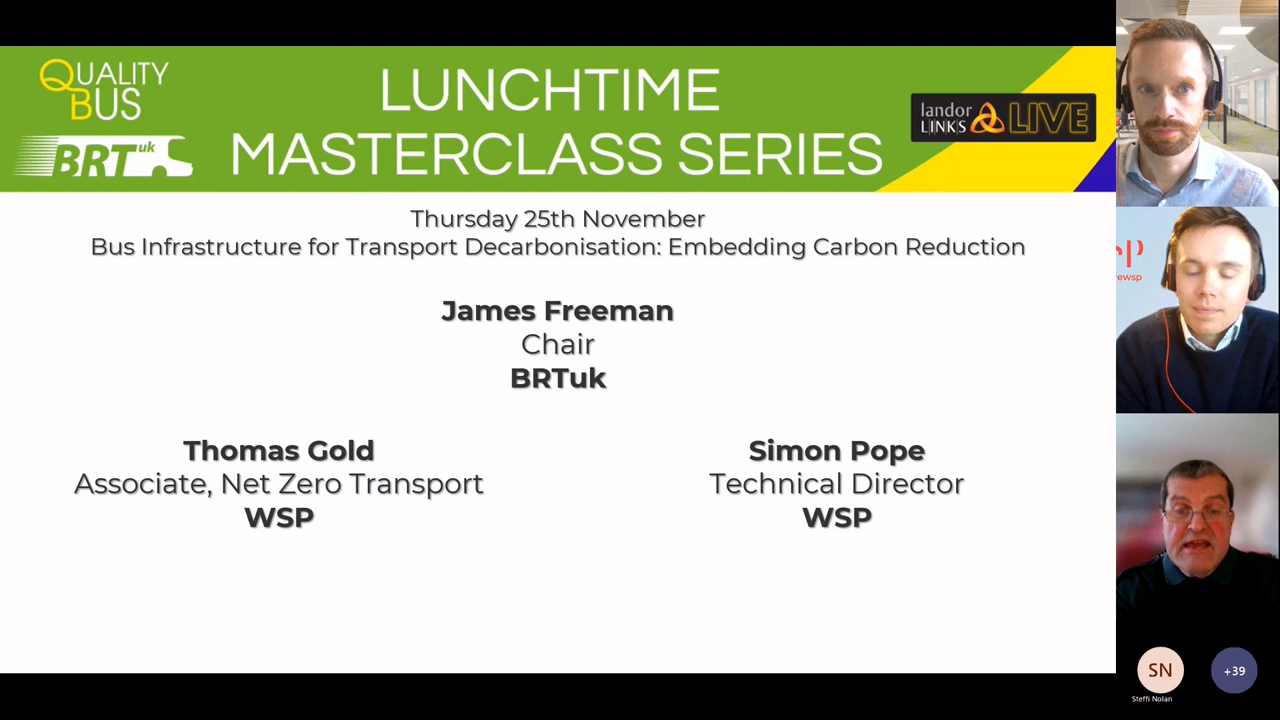 QUALITY
BUS
BRT uk
LUNCHTIME
MASTERCLASS SERIES
landor
LINKS
LIVE
Thursday 25th November
Bus Infrastructure for Transport Decarbonisation: Embedding Carbon Reduction
James Freeman
Chair
BRTuk
Thomas Gold
Associate, Net Zero Transport
WSP
Simon Pope
Technical Director
WSP
ewsp
SN
Steffi Nolan
+39